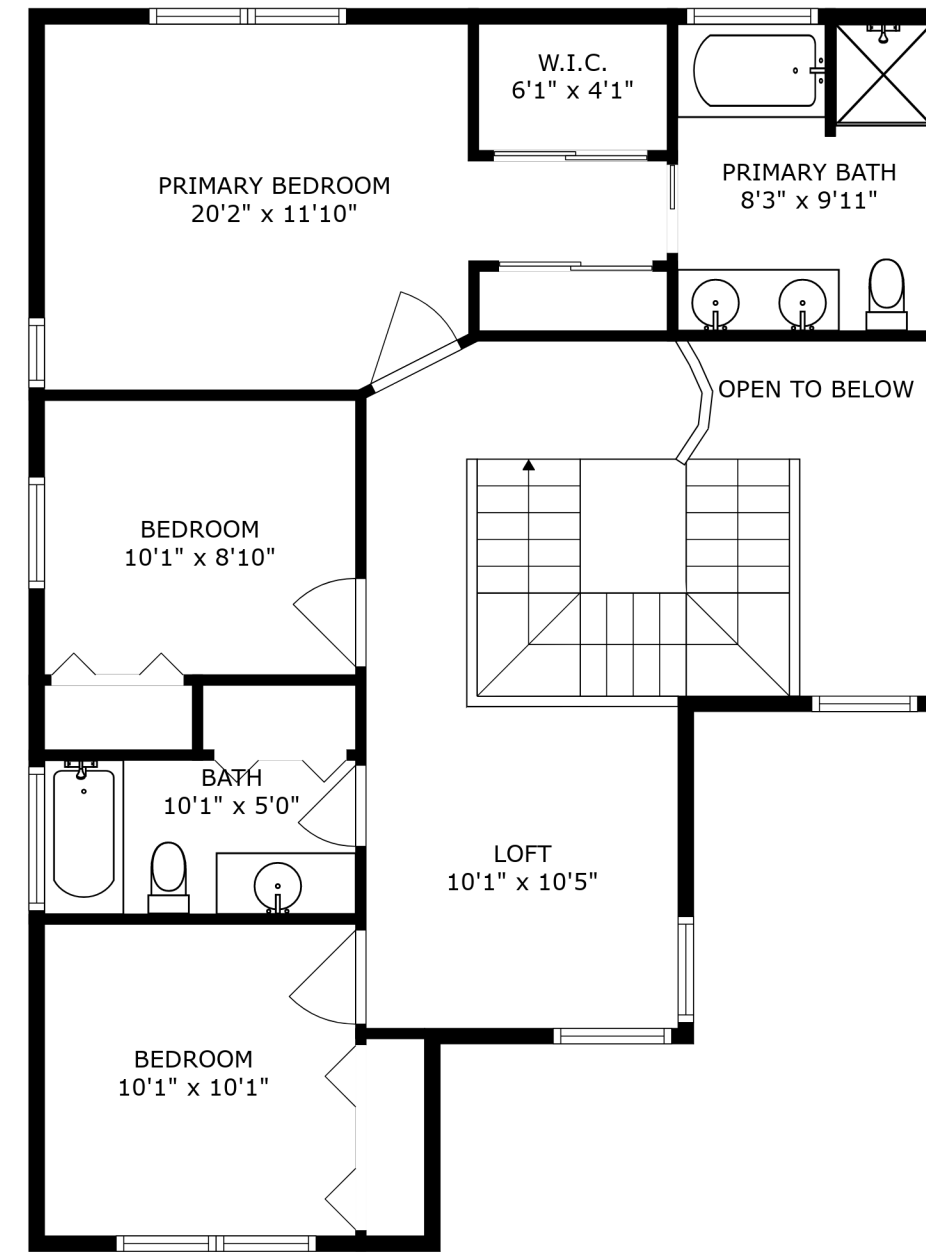 W.I.C.
6'1" x 4'1"
PRIMARY BEDROOM
20'2" x 11'10"
PRIMARY BATH
8'3" x 9'11"
OPEN TO BELOW
BEDROOM
10'1" x 8'10"
BATH
10'1" x 5'0"
LOFT
10'1" x 10'5"
BEDROOM
10'1" x 10'1"